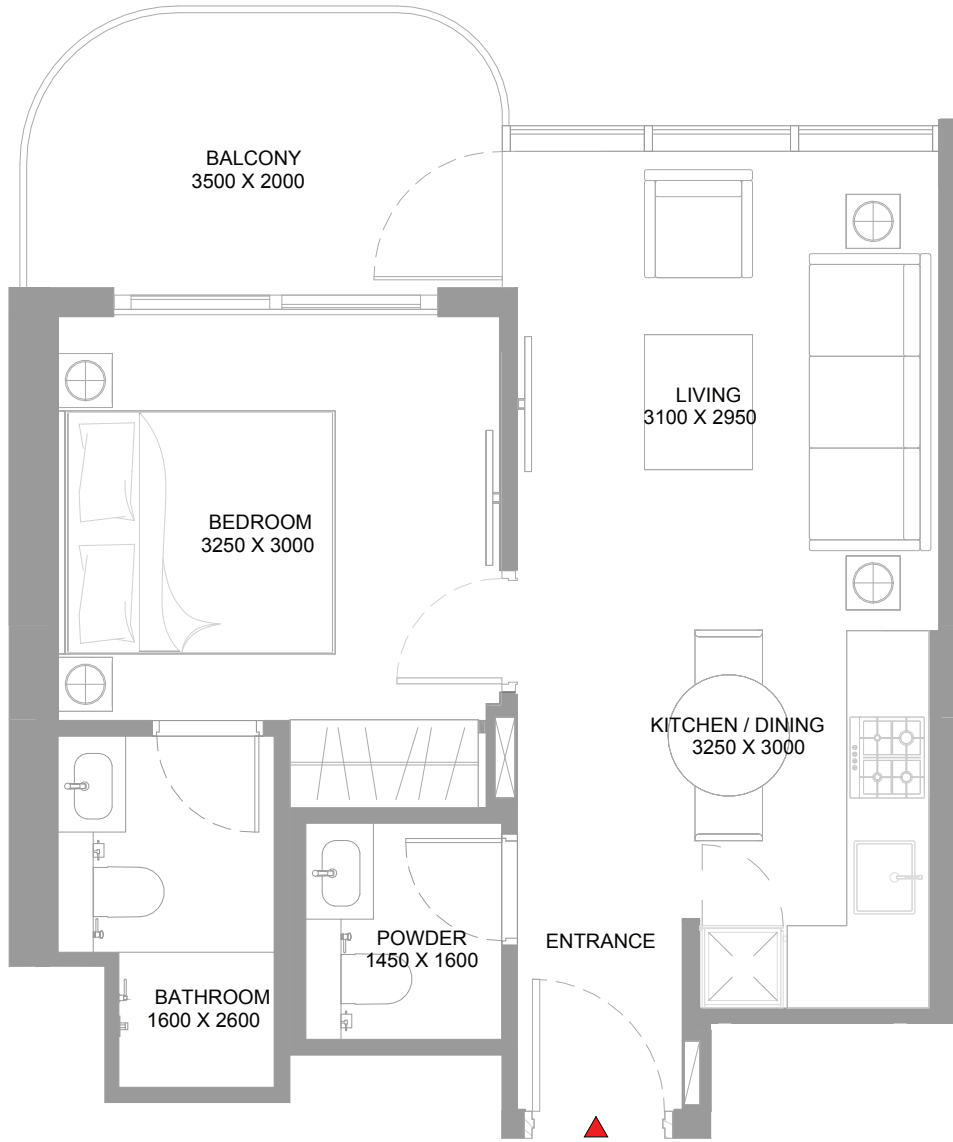 BALCONY
3500 X 2000
LIVING
3100 X 2950
BEDROOM
3250 X 3000
KITCHEN / DINING
3250 X 3000
POWDER
1450 X 1600
ENTRANCE
BATHROOM
1600 X 2600